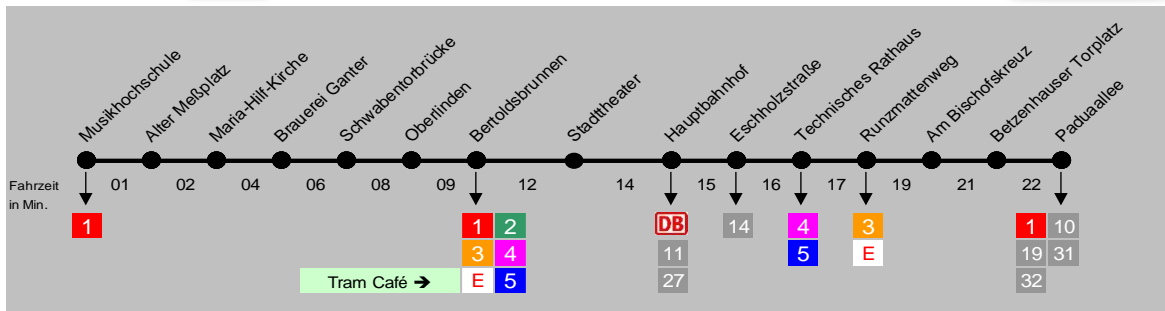 Musikhochschule
Alter Meßplatz
Maria-Hilf-Kirche
Brauerei Ganter
Schwabentorbrücke
Oberlinden
Bertoldsbrunnen
Stadttheater
Hauptbahnhof
Eschholzstraße
Technisches Rathaus
Runzmattenweg
Am Bischofskreuz
Betzenhauser Torplatz
Paduaallee
Fahrzeit
in Min.
01 02 04 06 08 09 12 14 15 16 17 19 21 22
1 1 2 DB 14 4 3 1 10
3 4 11 5 E 19 31
Tram Café ➔ E 5 27 32